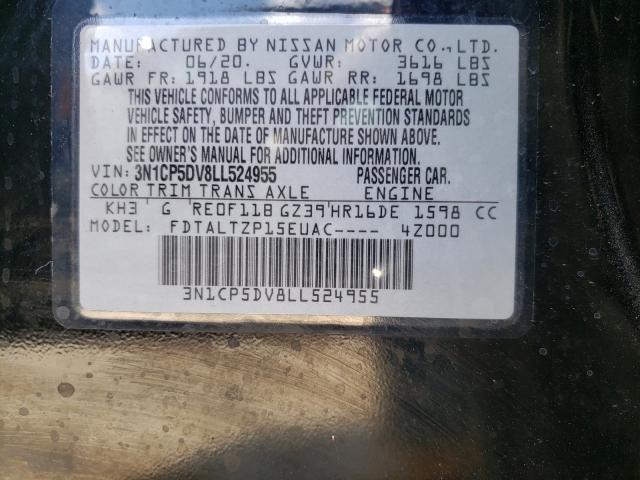 MANUFACTURED BY NISSAN MOTOR CO., LTD.
DATE: 06/20. GVWR: 3616 LBS
GAWR FR: 1918 LBS GAWR RR: 1698 LBS
THIS VEHICLE CONFORMS TO ALL APPLICABLE FEDERAL MOTOR
VEHICLE SAFETY, BUMPER AND THEFT PREVENTION STANDARDS
IN EFFECT ON THE DATE OF MANUFACTURE SHOWN ABOVE.
SEE OWNER'S MANUAL FOR ADDITIONAL INFORMATION.
VIN: 3N1CP5DV8LL524955 PASSENGER CAR.
COLOR TRIM TRANS AXLE ENGINE
KH3 G RE0F11B GZ39 HR16DE 1598 CC
MODEL: FDTALTZP15EUAC---- 4Z000
3N1CP5DV8LL524955